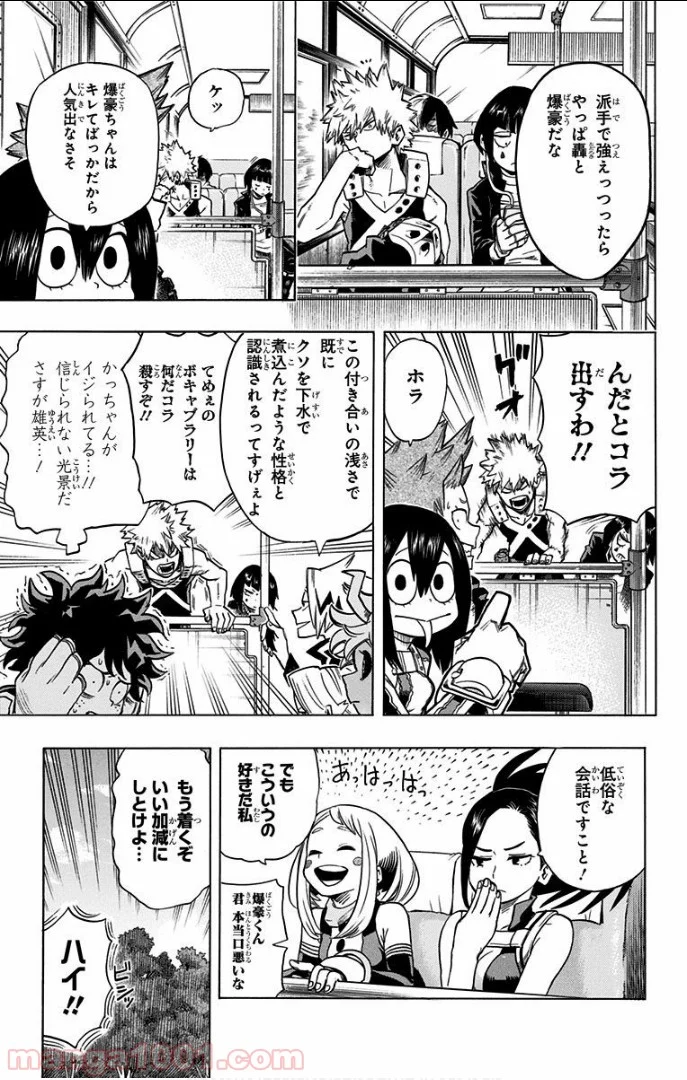 派手で強えっつったら
やっぱ轟と
爆豪だな
ケッ
爆豪ちゃんは
キレてばっかだから
人気出なさそ
んだとコラ
出すわ!!
ホラ
この付き合いの浅さで
既に
クソを下水で
煮込んだような性格と
認識されるってすげぇよ
てめぇの
ボキャブラリーは
何だコラ
殺すぞ!!
かっちゃんが
イジられてる…!!
信じられない光景だ
さすが雄英…!
低俗な
会話ですこと!
あっはっはっ
でも
こういうの
好きだ私
爆豪くん
君 本当口悪いな
もう着くぞ
いい加減に
しとけよ…
ハイ!!
ビシッ
manga1001.com